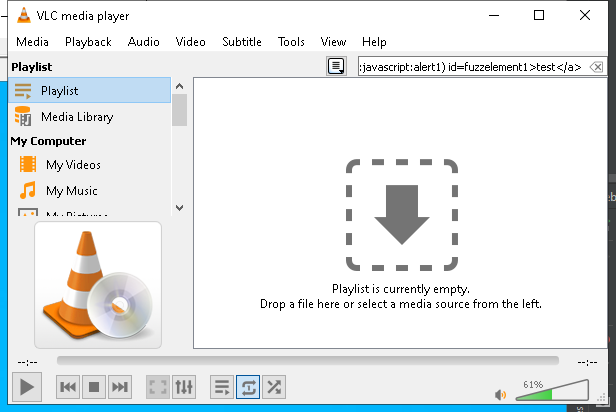 VLC media player
Media Playback Audio Video Subtitle Tools View Help
Playlist
:javascript:alert1) id=fuzzelement1>test</a>
Playlist
Media Library
My Computer
My Videos
My Music
My Pictures
Playlist is currently empty.
Drop a file here or select a media source from the left.
--:--
--:--
61%